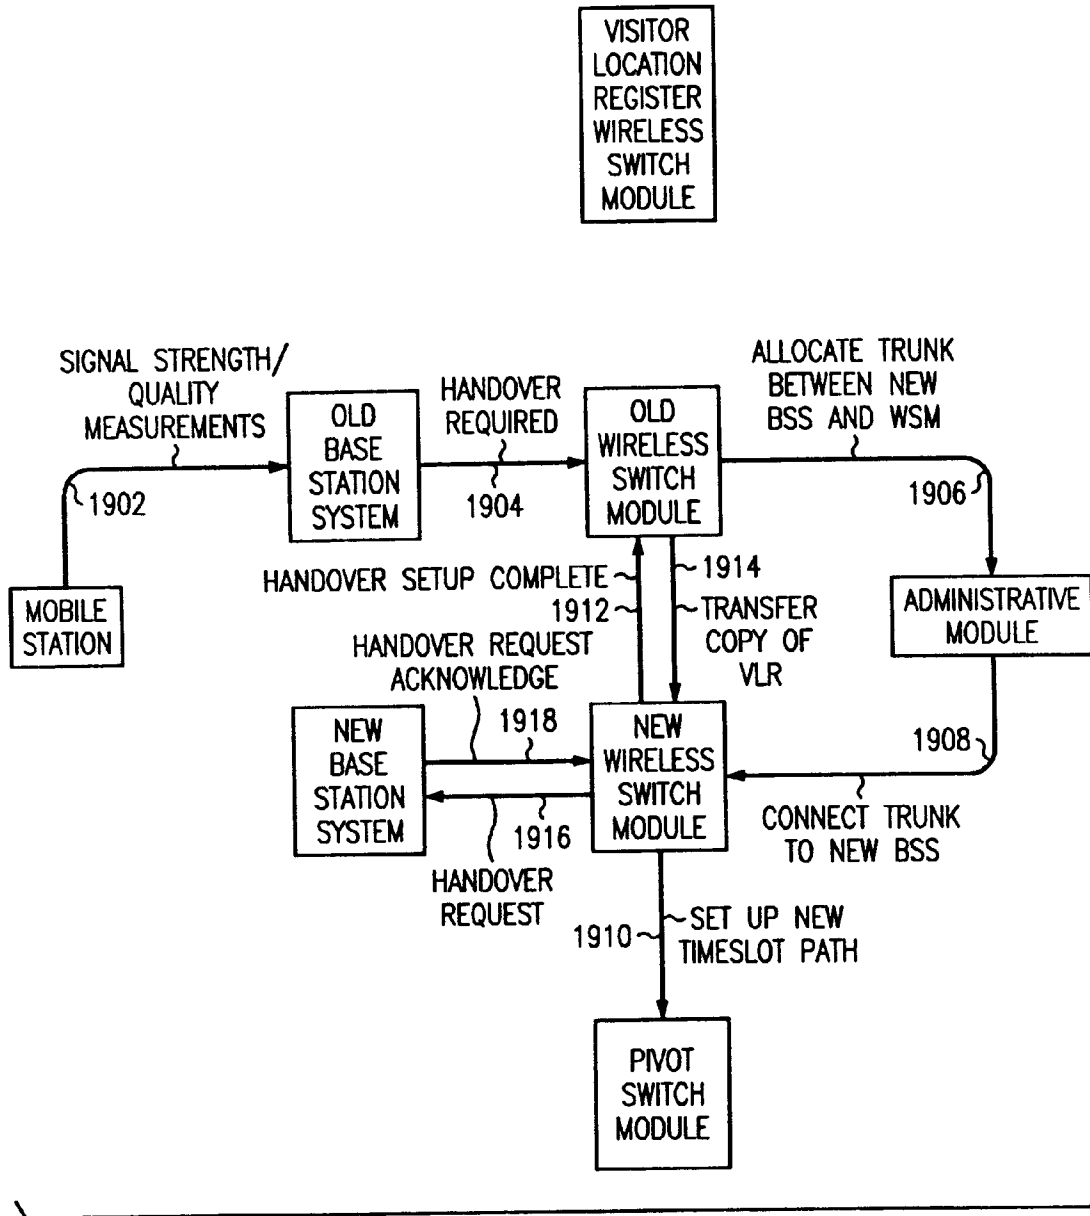 VISITOR
LOCATION
REGISTER
WIRELESS
SWITCH
MODULE
SIGNAL STRENGTH/
QUALITY
MEASUREMENTS
1902
OLD
BASE
STATION
SYSTEM
HANDOVER
REQUIRED
1904
OLD
WIRELESS
SWITCH
MODULE
ALLOCATE TRUNK
BETWEEN NEW
BSS AND WSM
1906
MOBILE
STATION
HANDOVER SETUP COMPLETE
1912
1914
TRANSFER
COPY OF
VLR
ADMINISTRATIVE
MODULE
HANDOVER REQUEST
ACKNOWLEDGE
1918
NEW
BASE
STATION
SYSTEM
1916
HANDOVER
REQUEST
NEW
WIRELESS
SWITCH
MODULE
1908
CONNECT TRUNK
TO NEW BSS
1910
SET UP NEW
TIMESLOT PATH
PIVOT
SWITCH
MODULE